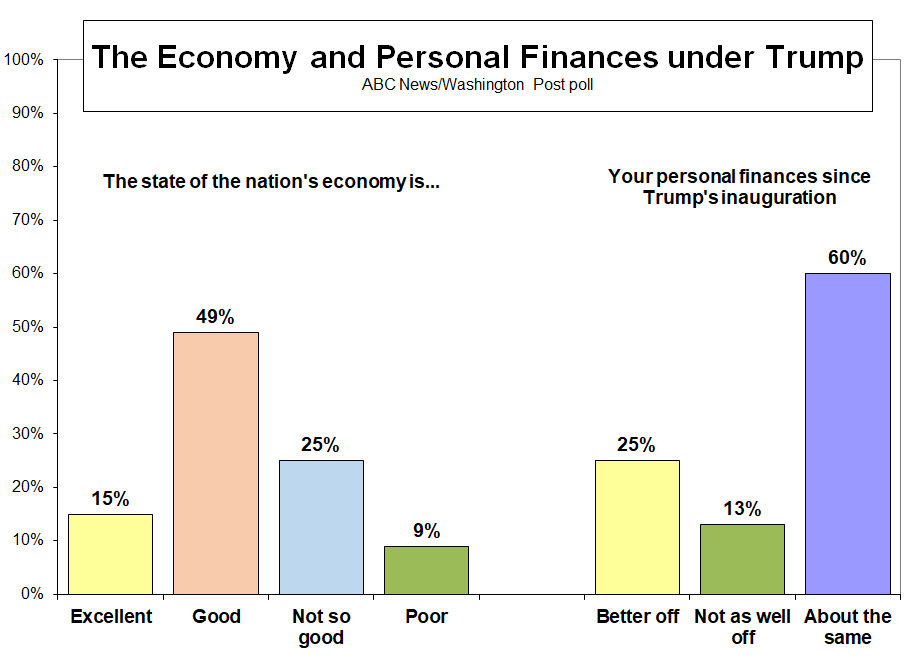 The Economy and Personal Finances under Trump
ABC News/Washington Post poll
100%
90%
80%
70%
60%
50%
40%
30%
20%
10%
0%
The state of the nation's economy is...
Your personal finances since
Trump's inauguration
15%
49%
25%
9%
25%
13%
60%
Excellent
Good
Not so
good
Poor
Better off
Not as well
off
About the
same